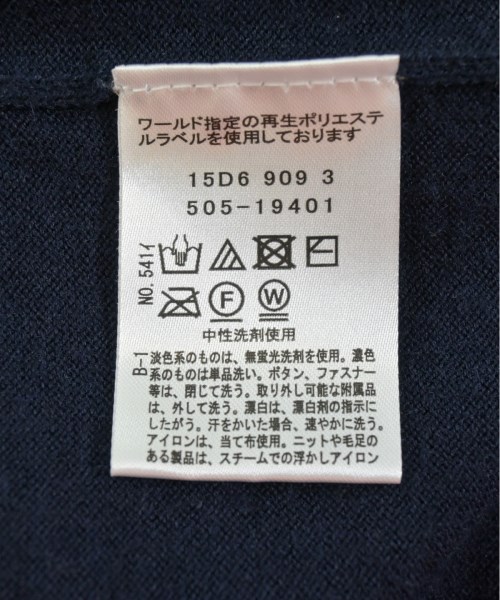 ワールド指定の再生ポリエステ
ルラベルを使用しております
15D6 909 3
505-19401
NO. 541イ
F
W
中性洗剤使用
B-1
淡色系のものは、無蛍光洗剤を使用。濃色
系のものは単品洗い。ボタン、ファスナー
等は、閉じて洗う。取り外し可能な附属品
は、外して洗う。漂白は、漂白剤の指示に
したがう。汗をかいた場合、速やかに洗う。
アイロンは、当て布使用。ニットや毛足の
ある製品は、スチームでの浮かしアイロン